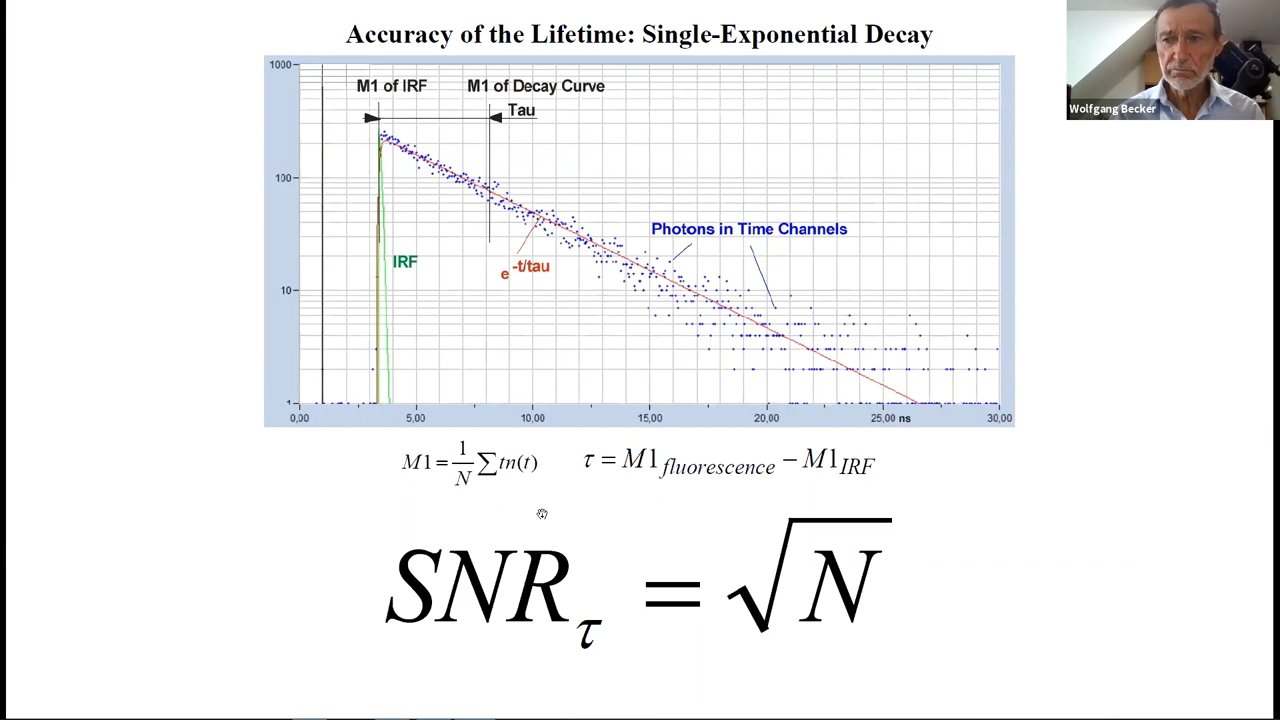 Accuracy of the Lifetime: Single-Exponential Decay
Wolfgang Becker
1000
M1 of IRF
M1 of Decay Curve
Tau
100
Photons in Time Channels
IRF
e -t/tau
10
1
0,00 5,00 10,00 15,00 20,00 25,00 ns 30,00
M1 = 1/N ∑ tn(t)
τ = M1 fluorescence − M1 IRF
SNR τ = √N